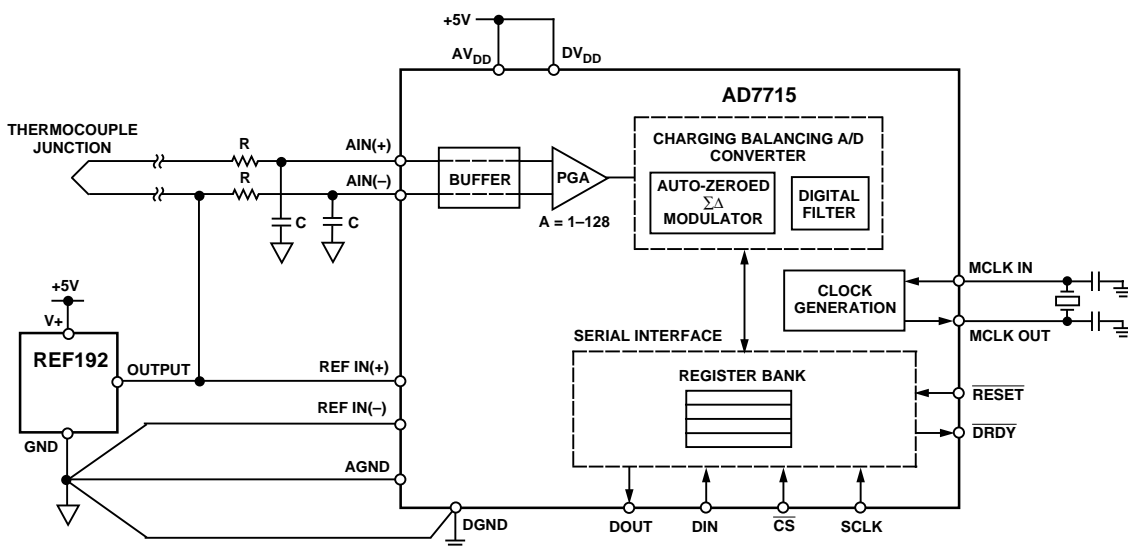 +5V
AVDD
DVDD
AD7715
THERMOCOUPLE
JUNCTION
R
AIN(+)
R
AIN(–)
C
C
BUFFER
PGA
A = 1–128
CHARGING BALANCING A/D
CONVERTER
AUTO-ZEROED
ΣΔ
MODULATOR
DIGITAL
FILTER
MCLK IN
CLOCK
GENERATION
MCLK OUT
SERIAL INTERFACE
REGISTER BANK
RESET
DRDY
+5V
V+
REF192
OUTPUT
REF IN(+)
REF IN(–)
GND
AGND
DGND
DOUT
DIN
CS
SCLK